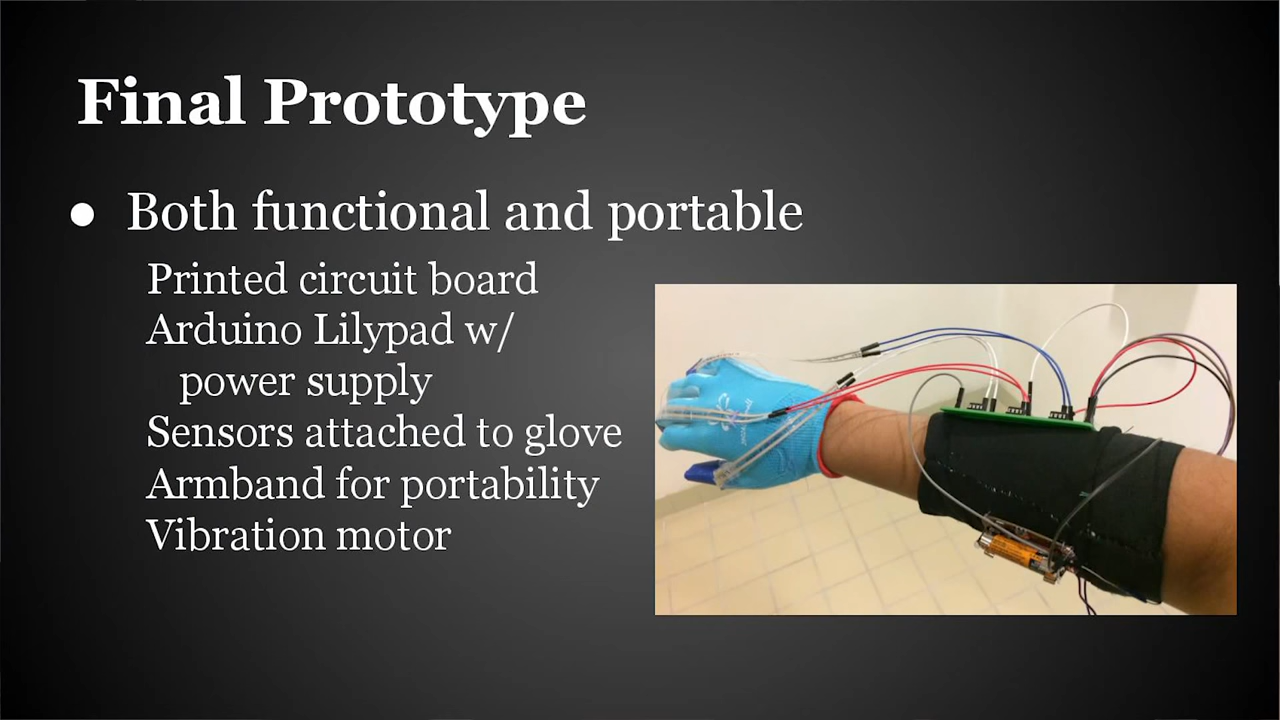 Final Prototype
● Both functional and portable
Printed circuit board
Arduino Lilypad w/
power supply
Sensors attached to glove
Armband for portability
Vibration motor